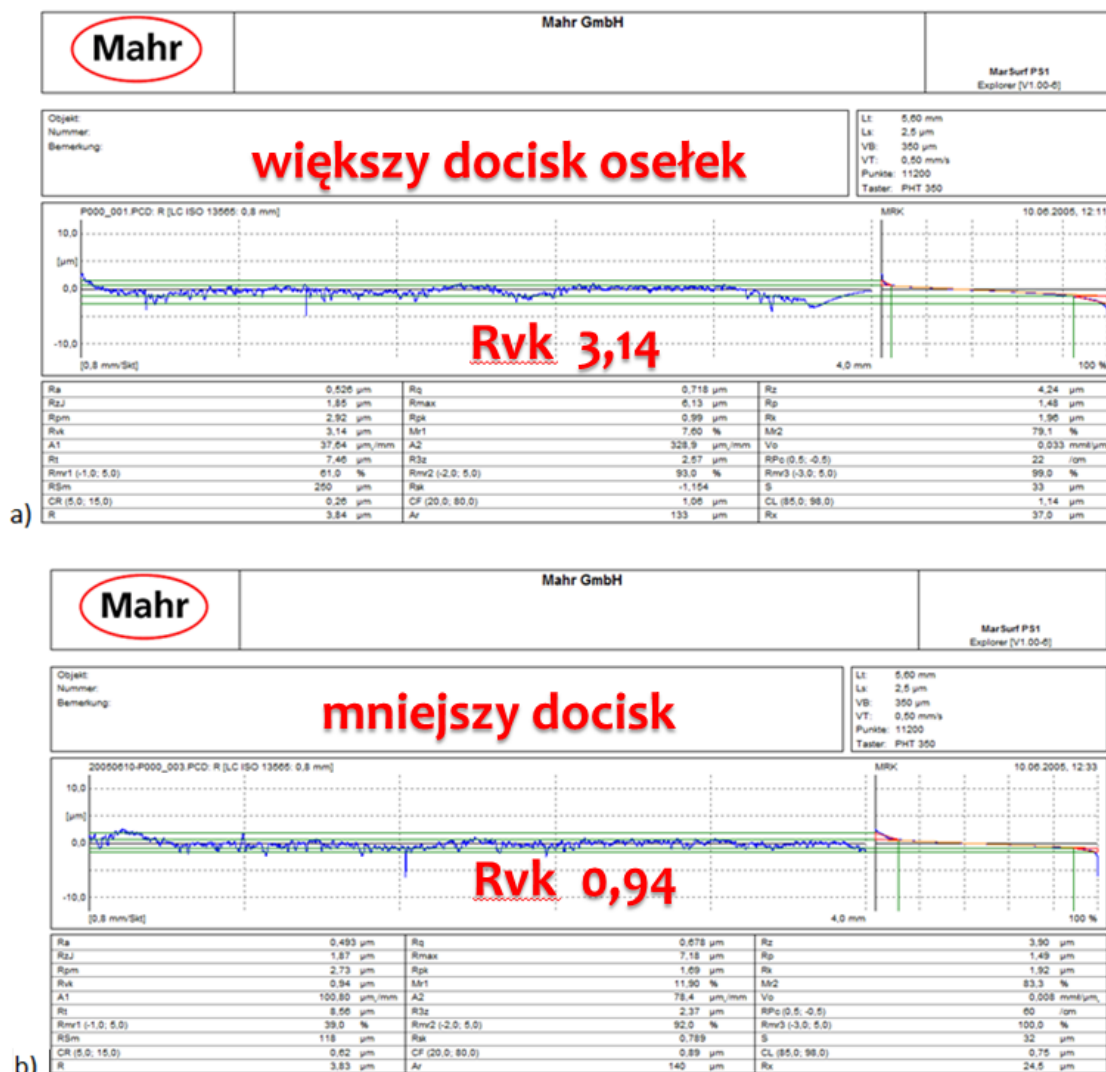 Mahr
Mahr GmbH
MarSurf PS1
Explorer [V1.00-6]
Objekt:
Nummer:
Bemerkung:
większy docisk osełek
Lt: 5,60 mm
Ls: 2,5 µm
VB: 350 µm
VT: 0,50 mm/s
Punkte: 11200
Taster: PHT 350
P000_001.PCD: R [LC ISO 13565: 0,8 mm]
MRK
10.06.2005, 12:11
10,0
[µm]
0,0
-10,0
Rvk 3,14
[0,8 mm/Skt]
4,0 mm
100 %
Ra 0,526 µm Rq 0,718 µm Rz 4,24 µm
RzJ 1,85 µm Rmax 6,13 µm Rp 1,48 µm
Rpm 2,92 µm Rpk 0,99 µm Rk 1,96 µm
Rvk 3,14 µm Mr1 7,60 % Mr2 79,1 %
A1 37,64 µm,/mm A2 328,9 µm,/mm Vo 0,033
Rt 7,46 µm R3z 2,57 µm RPc (0,5; -0,5) 22 /cm
Rmr1 (-1,0; 5,0) 61,0 % Rmr2 (-2,0; 5,0) 93,0 % Rmr3 (-3,0; 5,0) 99,0 %
RSm 250 µm Rsk -1,154 S 33 µm
CR (5,0; 15,0) 0,26 µm CF (20,0; 80,0) 1,06 µm CL (85,0; 98,0) 1,14 µm
R 3,84 µm Ar 133 µm Rx 37,0 µm
a)
Mahr
Mahr GmbH
MarSurf PS1
Explorer [V1.00-6]
Objekt:
Nummer:
Bemerkung:
mniejszy docisk
Lt: 5,60 mm
Ls: 2,5 µm
VB: 350 µm
VT: 0,50 mm/s
Punkte: 11200
Taster: PHT 350
20050610-P000_003.PCD: R [LC ISO 13565: 0,8 mm]
MRK
10.06.2005, 12:33
10,0
[µm]
0,0
-10,0
Rvk 0,94
[0,8 mm/Skt]
4,0 mm
100 %
Ra 0,493 µm Rq 0,678 µm Rz 3,90 µm
RzJ 1,87 µm Rmax 7,18 µm Rp 1,49 µm
Rpm 2,73 µm Rpk 1,69 µm Rk 1,92 µm
Rvk 0,94 µm Mr1 11,90 % Mr2 83,3 %
A1 100,80 µm,/mm A2 78,4 µm,/mm Vo 0,008
Rt 8,56 µm R3z 2,37 µm RPc (0,5; -0,5) 60 /cm
Rmr1 (-1,0; 5,0) 39,0 % Rmr2 (-2,0; 5,0) 92,0 % Rmr3 (-3,0; 5,0) 100,0 %
RSm 118 µm Rsk 0,789 S 32 µm
CR (5,0; 15,0) 0,62 µm CF (20,0; 80,0) 0,89 µm CL (85,0; 98,0) 0,75 µm
R 3,83 µm Ar 140 µm Rx 24,5 µm
b)